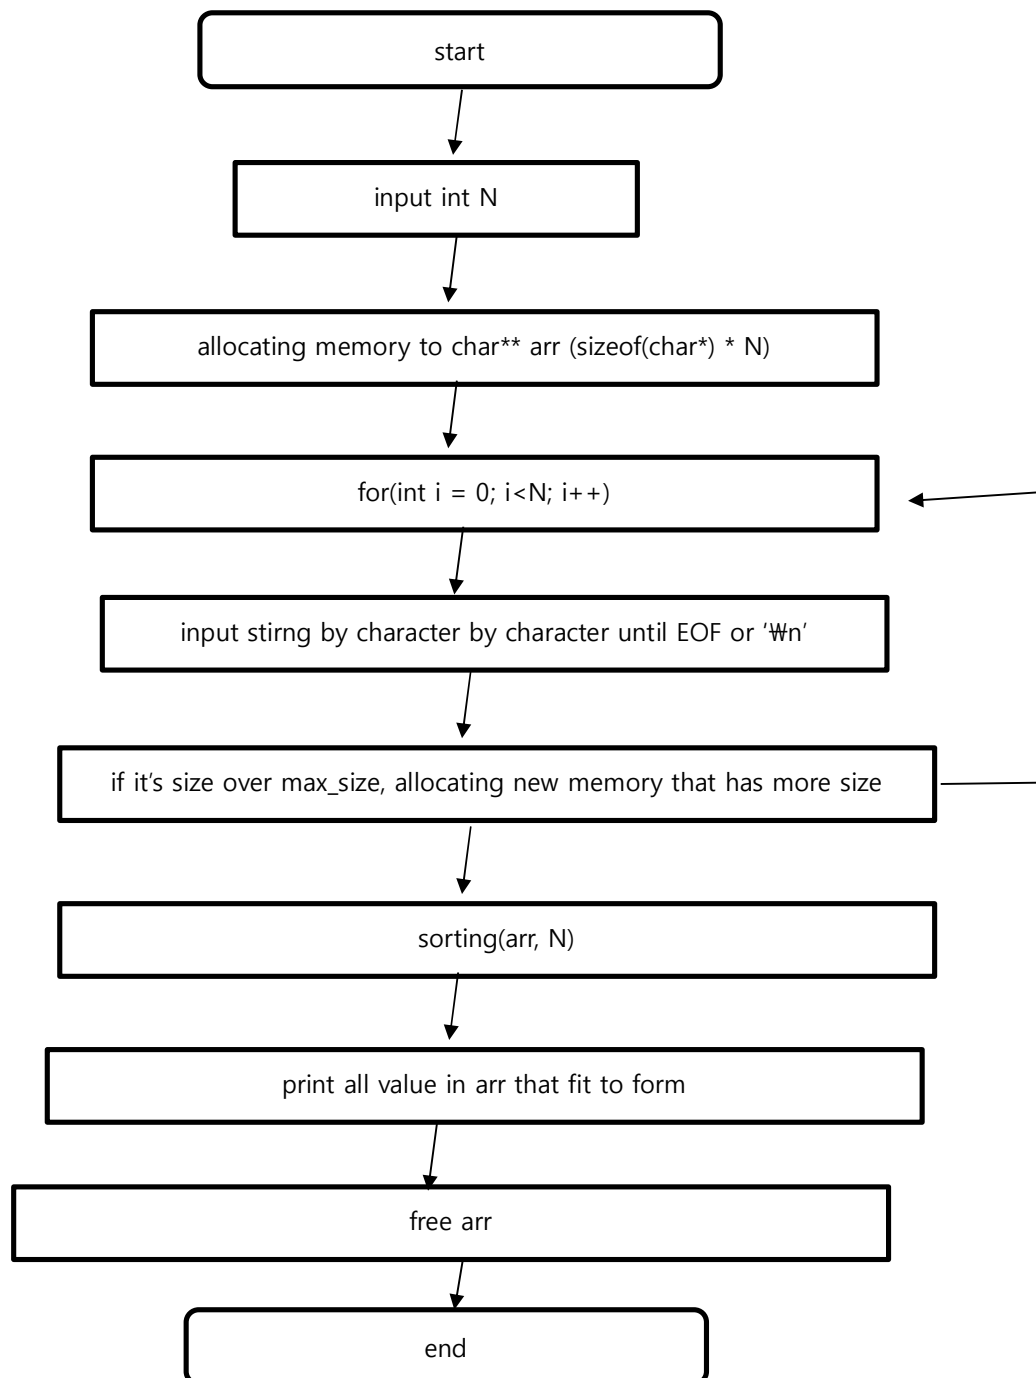 start
input int N
allocating memory to char** arr (sizeof(char*) * N)
for(int i = 0; i<N; i++)
input stirng by character by character until EOF or ‘₩n’
if it’s size over max_size, allocating new memory that has more size
sorting(arr, N)
print all value in arr that fit to form
free arr
end